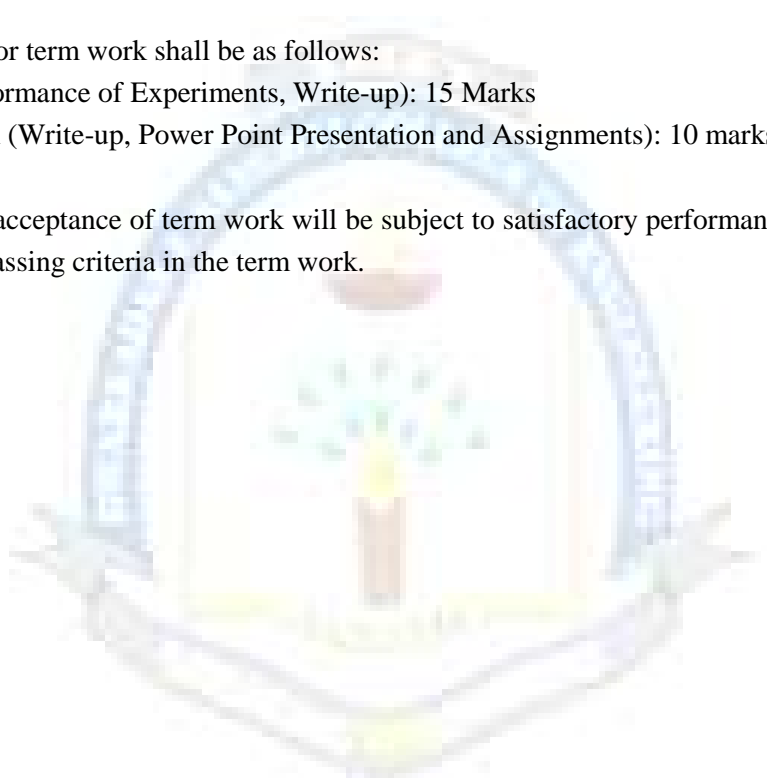 or term work shall be as follows:
ormance of Experiments, Write-up): 15 Marks
(Write-up, Power Point Presentation and Assignments): 10 marks
acceptance of term work will be subject to satisfactory performan
assing criteria in the term work.